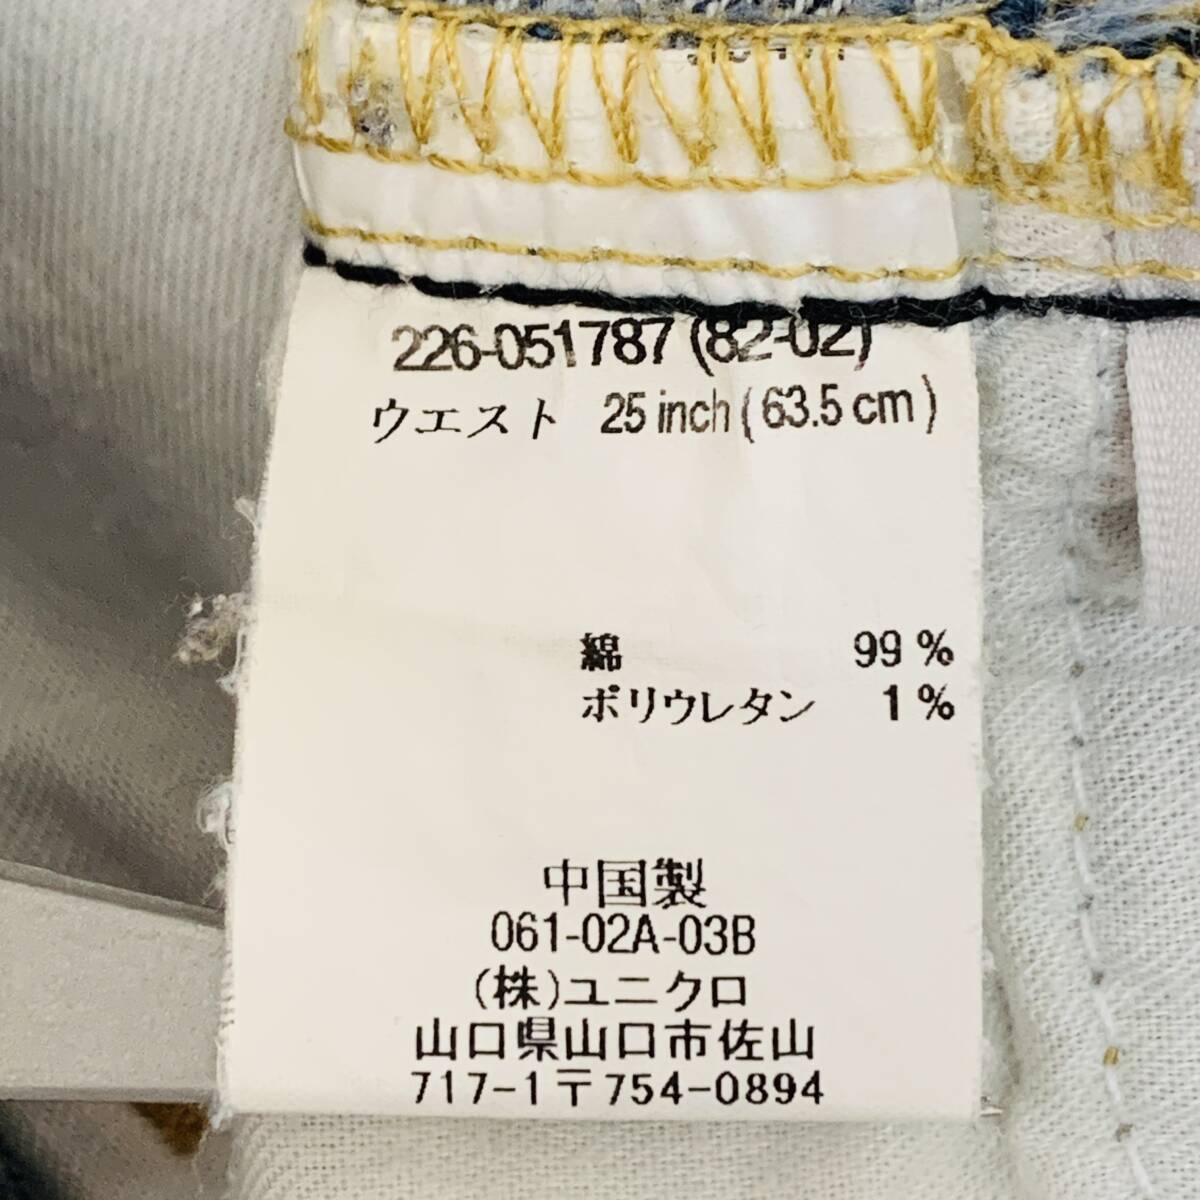 226-051787 (82-02)
ウエスト 25 inch ( 63.5 cm )
綿 99 %
ポリウレタン 1 %
中国製
061-02A-03B
(株)ユニクロ
山口県山口市佐山
717-1〒754-0894